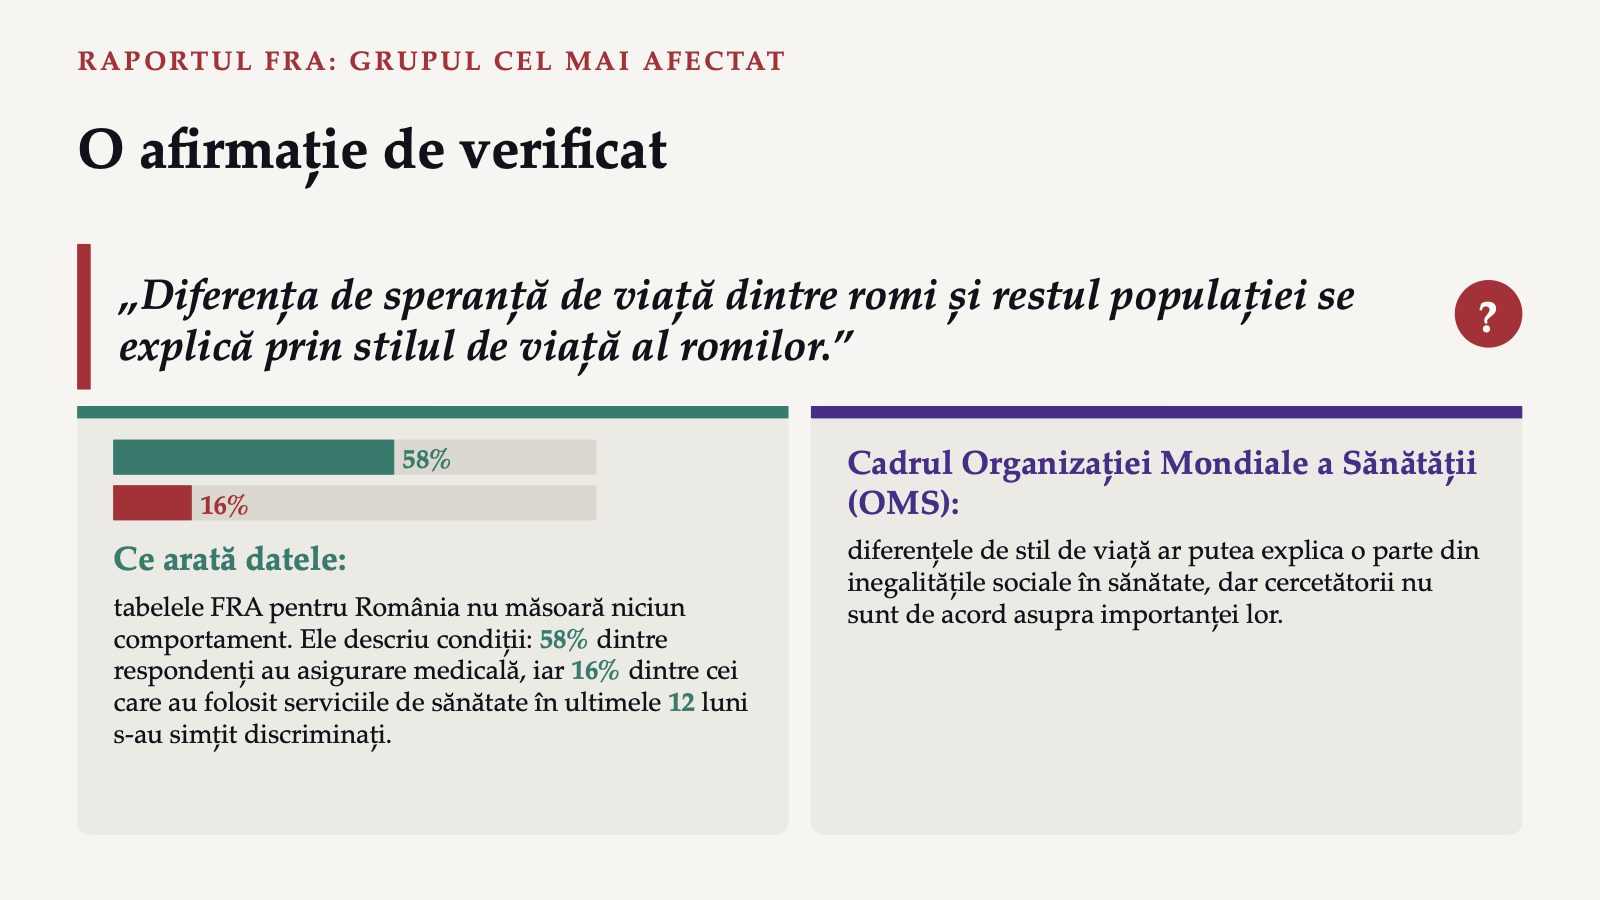 RAPORTUL FRA: GRUPUL CEL MAI AFECTAT
O afirmație de verificat
„Diferența de speranță de viață dintre romi și restul populației se
explică prin stilul de viață al romilor.”
?
58%
16%
Ce arată datele:
tabelele FRA pentru România nu măsoară niciun
comportament. Ele descriu condiții: 58% dintre
respondenți au asigurare medicală, iar 16% dintre cei
care au folosit serviciile de sănătate în ultimele 12 luni
s-au simțit discriminați.
Cadrul Organizației Mondiale a Sănătății
(OMS):
diferențele de stil de viață ar putea explica o parte din
inegalitățile sociale în sănătate, dar cercetătorii nu
sunt de acord asupra importanței lor.